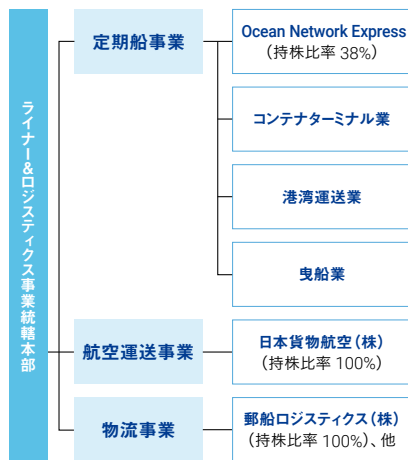 ライナー&ロジスティクス事業統轄本部
定期船事業
Ocean Network Express
(持株比率 38%)
コンテナターミナル業
港湾運送業
曳船業
航空運送事業
日本貨物航空(株)
(持株比率 100%)
物流事業
郵船ロジスティクス(株)
(持株比率 100%)、他